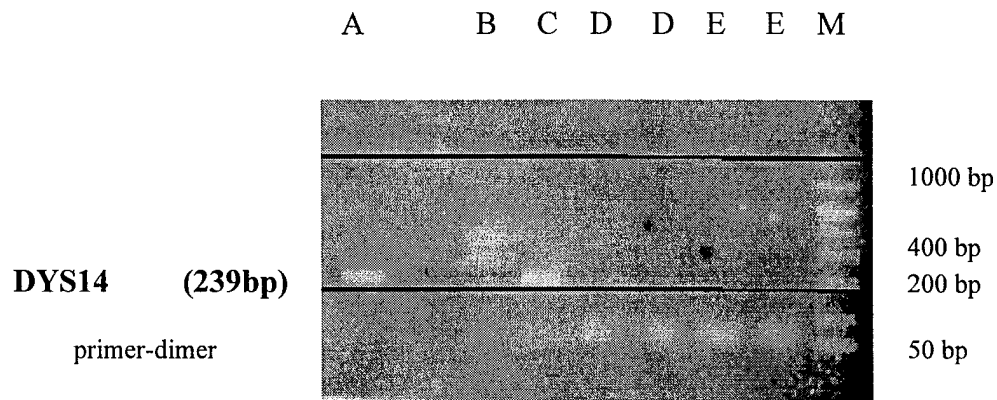 A B C D D E E M
1000 bp
400 bp
DYS14 (239bp) 200 bp
primer-dimer 50 bp